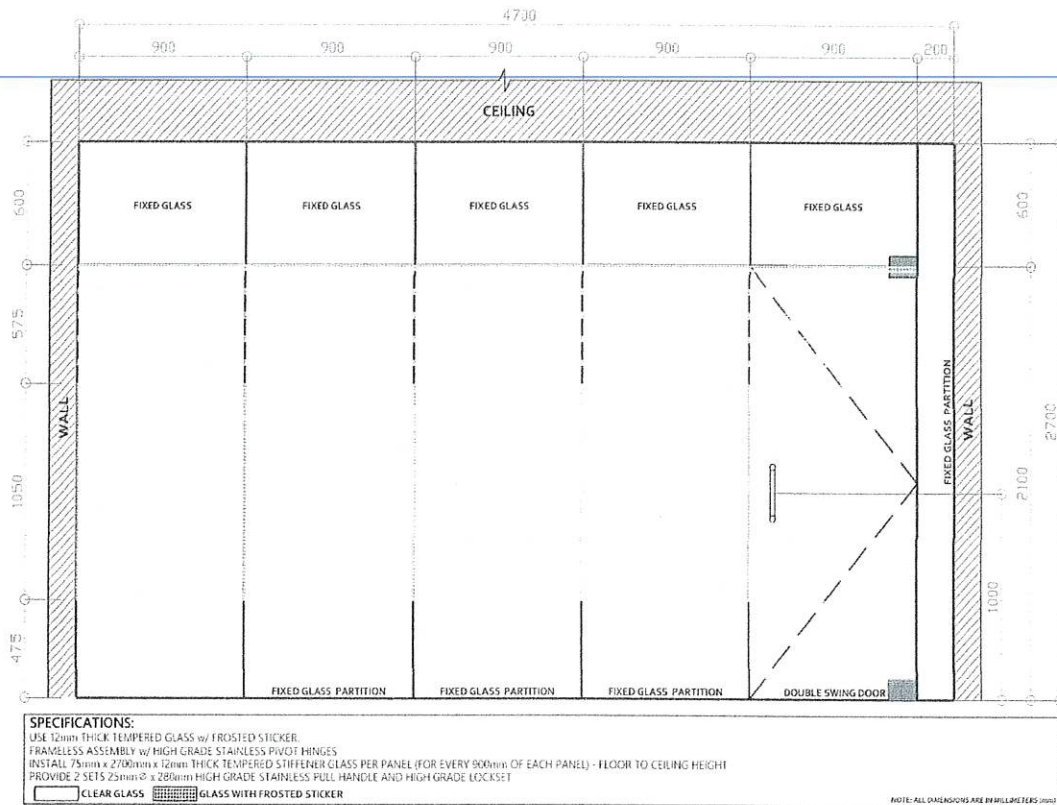 4700
900 900 900 900 900 200
CEILING
FIXED GLASS FIXED GLASS FIXED GLASS FIXED GLASS FIXED GLASS
600
575
1050
475
WALL
FIXED GLASS PARTITION
WALL
600
2100
1000
2700
FIXED GLASS PARTITION FIXED GLASS PARTITION FIXED GLASS PARTITION DOUBLE SWING DOOR
SPECIFICATIONS:
USE 12mm THICK TEMPERED GLASS w/ FROSTED STICKER.
FRAMELESS ASSEMBLY w/ HIGH GRADE STAINLESS PIVOT HINGES
INSTALL 75mm x 2700mm x 12mm THICK TEMPERED STIFFENER GLASS PER PANEL (FOR EVERY 900mm OF EACH PANEL) - FLOOR TO CEILING HEIGHT
PROVIDE 2 SETS 25mm Ø x 280mm HIGH GRADE STAINLESS PULL HANDLE AND HIGH GRADE LOCKSET
CLEAR GLASS GLASS WITH FROSTED STICKER
NOTE: ALL DIMENSIONS ARE IN MILLIMETERS (mm)